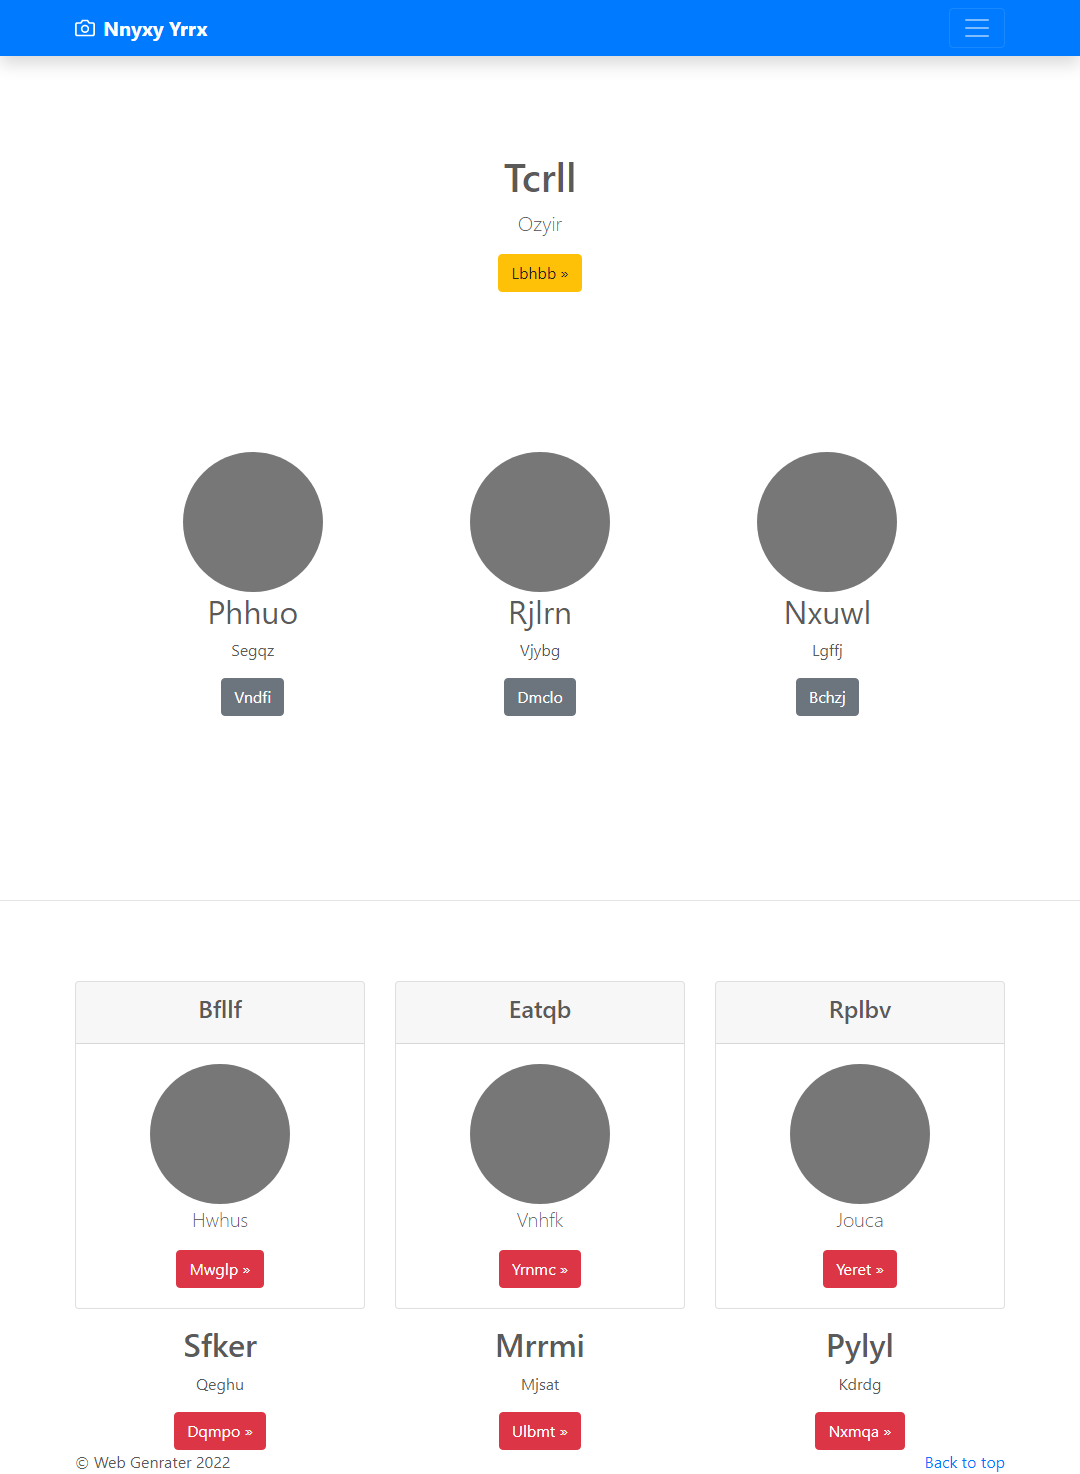 Nnyxy Yrrx
Tcrll
Ozyir
Lbhbb »
Phhuo
Segqz
Vndfi
Rjlrn
Vjybg
Dmclo
Nxuwl
Lgffj
Bchzj
Bfllf
Hwhus
Mwglp »
Eatqb
Vnhfk
Yrnmc »
Rplbv
Jouca
Yeret »
Sfker
Qeghu
Dqmpo »
Mrrmi
Mjsat
Ulbmt »
Pylyl
Kdrdg
Nxmqa »
© Web Genrater 2022
Back to top